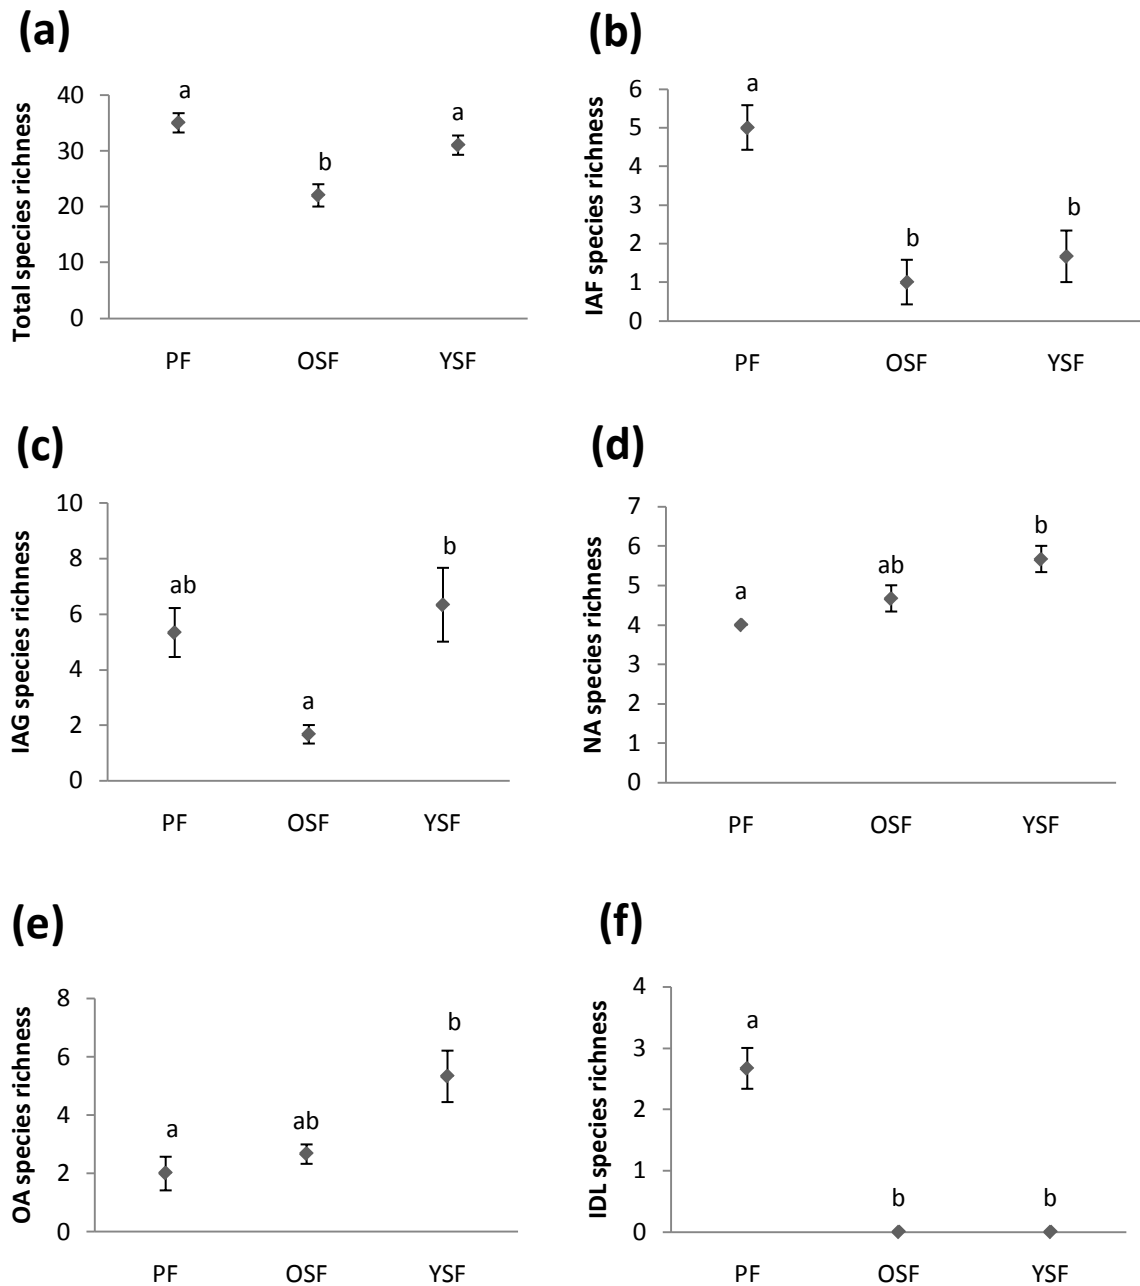 (a)
Total species richness
40
30
20
10
0
a
b
a
PF OSF YSF
(b)
IAF species richness
6
5
4
3
2
1
0
a
b
b
PF OSF YSF
(c)
IAG species richness
10
8
6
4
2
0
ab
a
b
PF OSF YSF
(d)
NA species richness
7
6
5
4
3
2
1
0
a
ab
b
PF OSF YSF
(e)
OA species richness
8
6
4
2
0
a
ab
b
PF OSF YSF
(f)
IDL species richness
4
3
2
1
0
a
b
b
PF OSF YSF